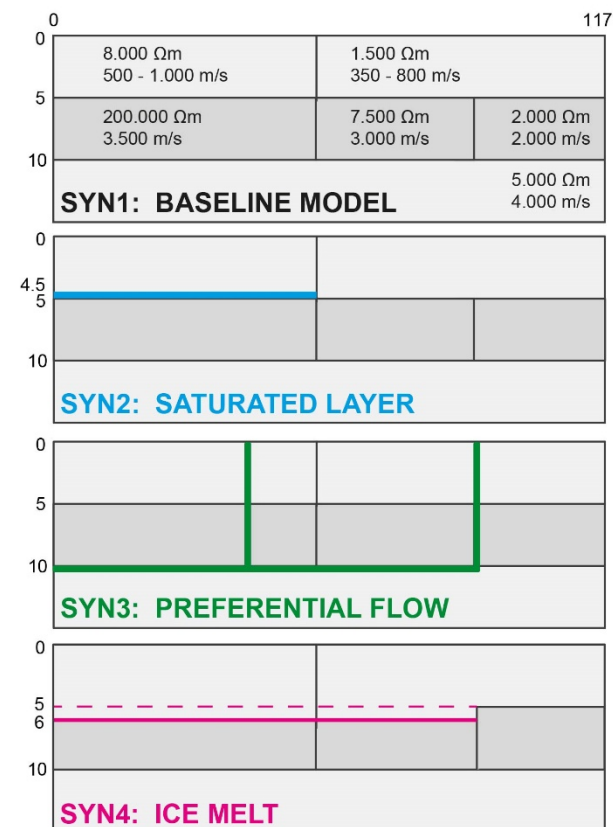 0 117
0
8.000 Ωm 1.500 Ωm
500 - 1.000 m/s 350 - 800 m/s
5
200.000 Ωm 7.500 Ωm 2.000 Ωm
3.500 m/s 3.000 m/s 2.000 m/s
10
5.000 Ωm
SYN1: BASELINE MODEL 4.000 m/s
0
4.5
5
10
SYN2: SATURATED LAYER
0
5
10
SYN3: PREFERENTIAL FLOW
0
5
6
10
SYN4: ICE MELT